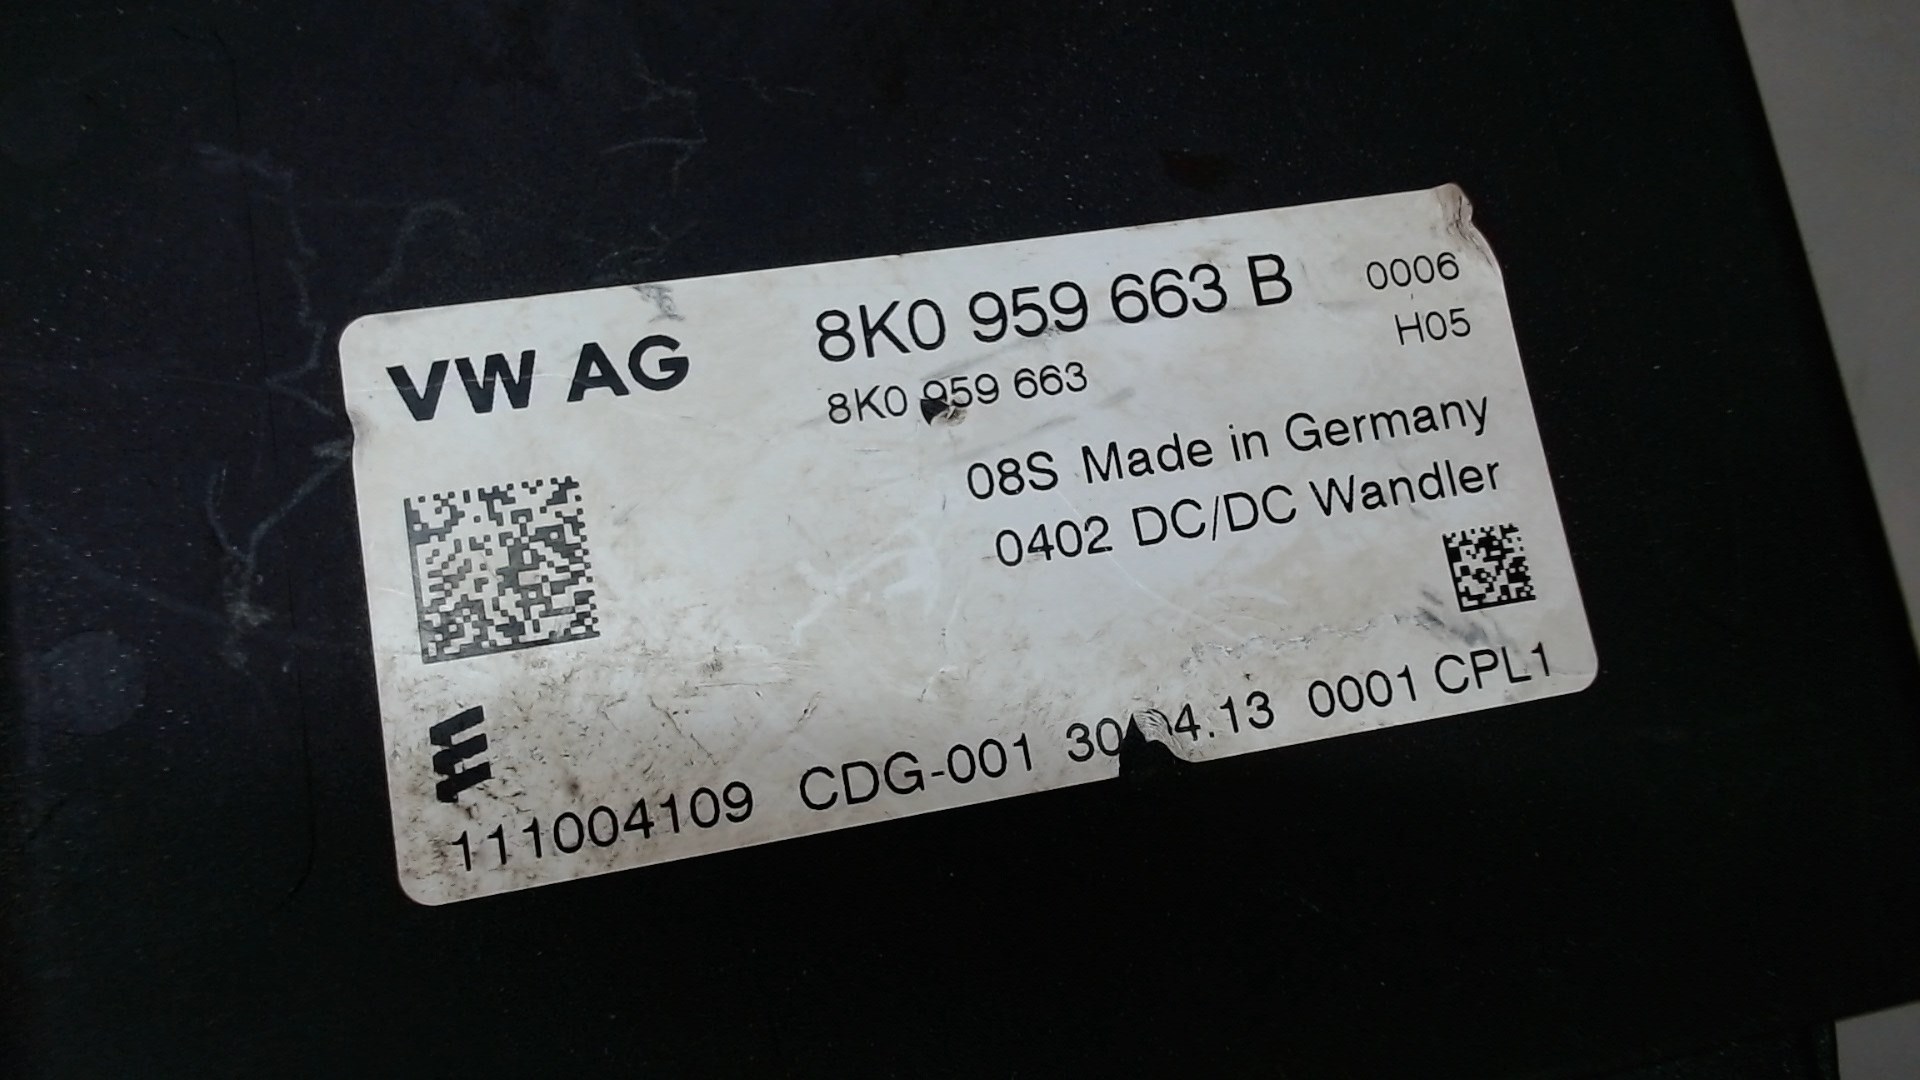 VW AG
8K0 959 663 B 0006
8K0 959 663 H05
08S Made in Germany
0402 DC/DC Wandler
111004109 CDG-001 0001 CPL1